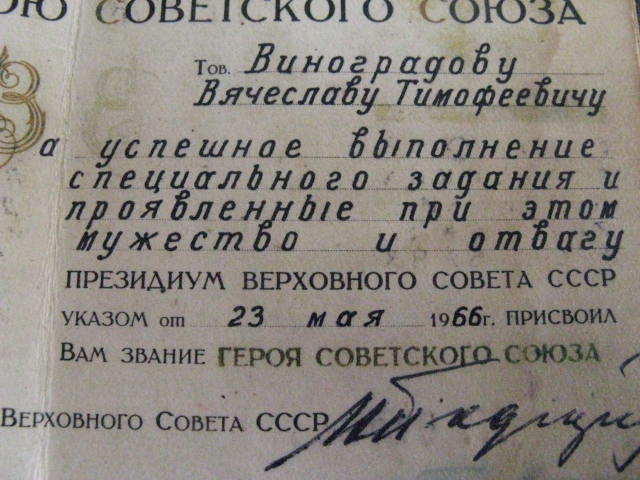 СОВЕТСКОГО СОЮЗА
Тов. Виноградову
Вячеславу Тимофеевичу
а успешное выполнение
специального задания и
проявленные при этом
мужество и отвагу
ПРЕЗИДИУМ ВЕРХОВНОГО СОВЕТА СССР
УКАЗОМ от 23 мая 1966г. ПРИСВОИЛ
ВАМ ЗВАНИЕ ГЕРОЯ СОВЕТСКОГО СОЮЗА
ВЕРХОВНОГО СОВЕТА СССР